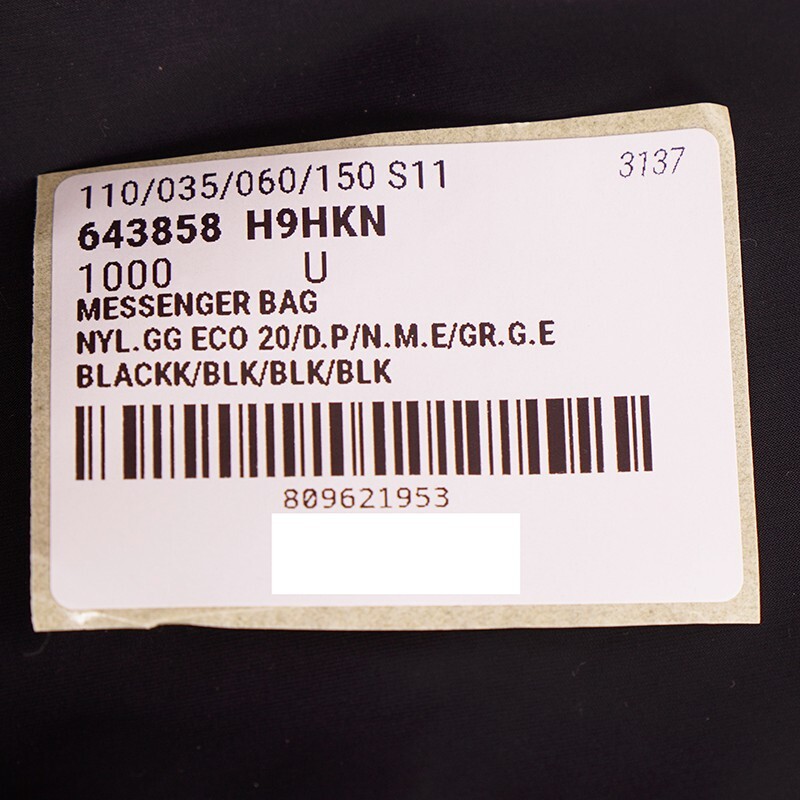 110/035/060/150 S11 3137
643858 H9HKN
1000 U
MESSENGER BAG
NYL.GG ECO 20/D.P/N.M.E/GR.G.E
BLACKK/BLK/BLK/BLK
809621953